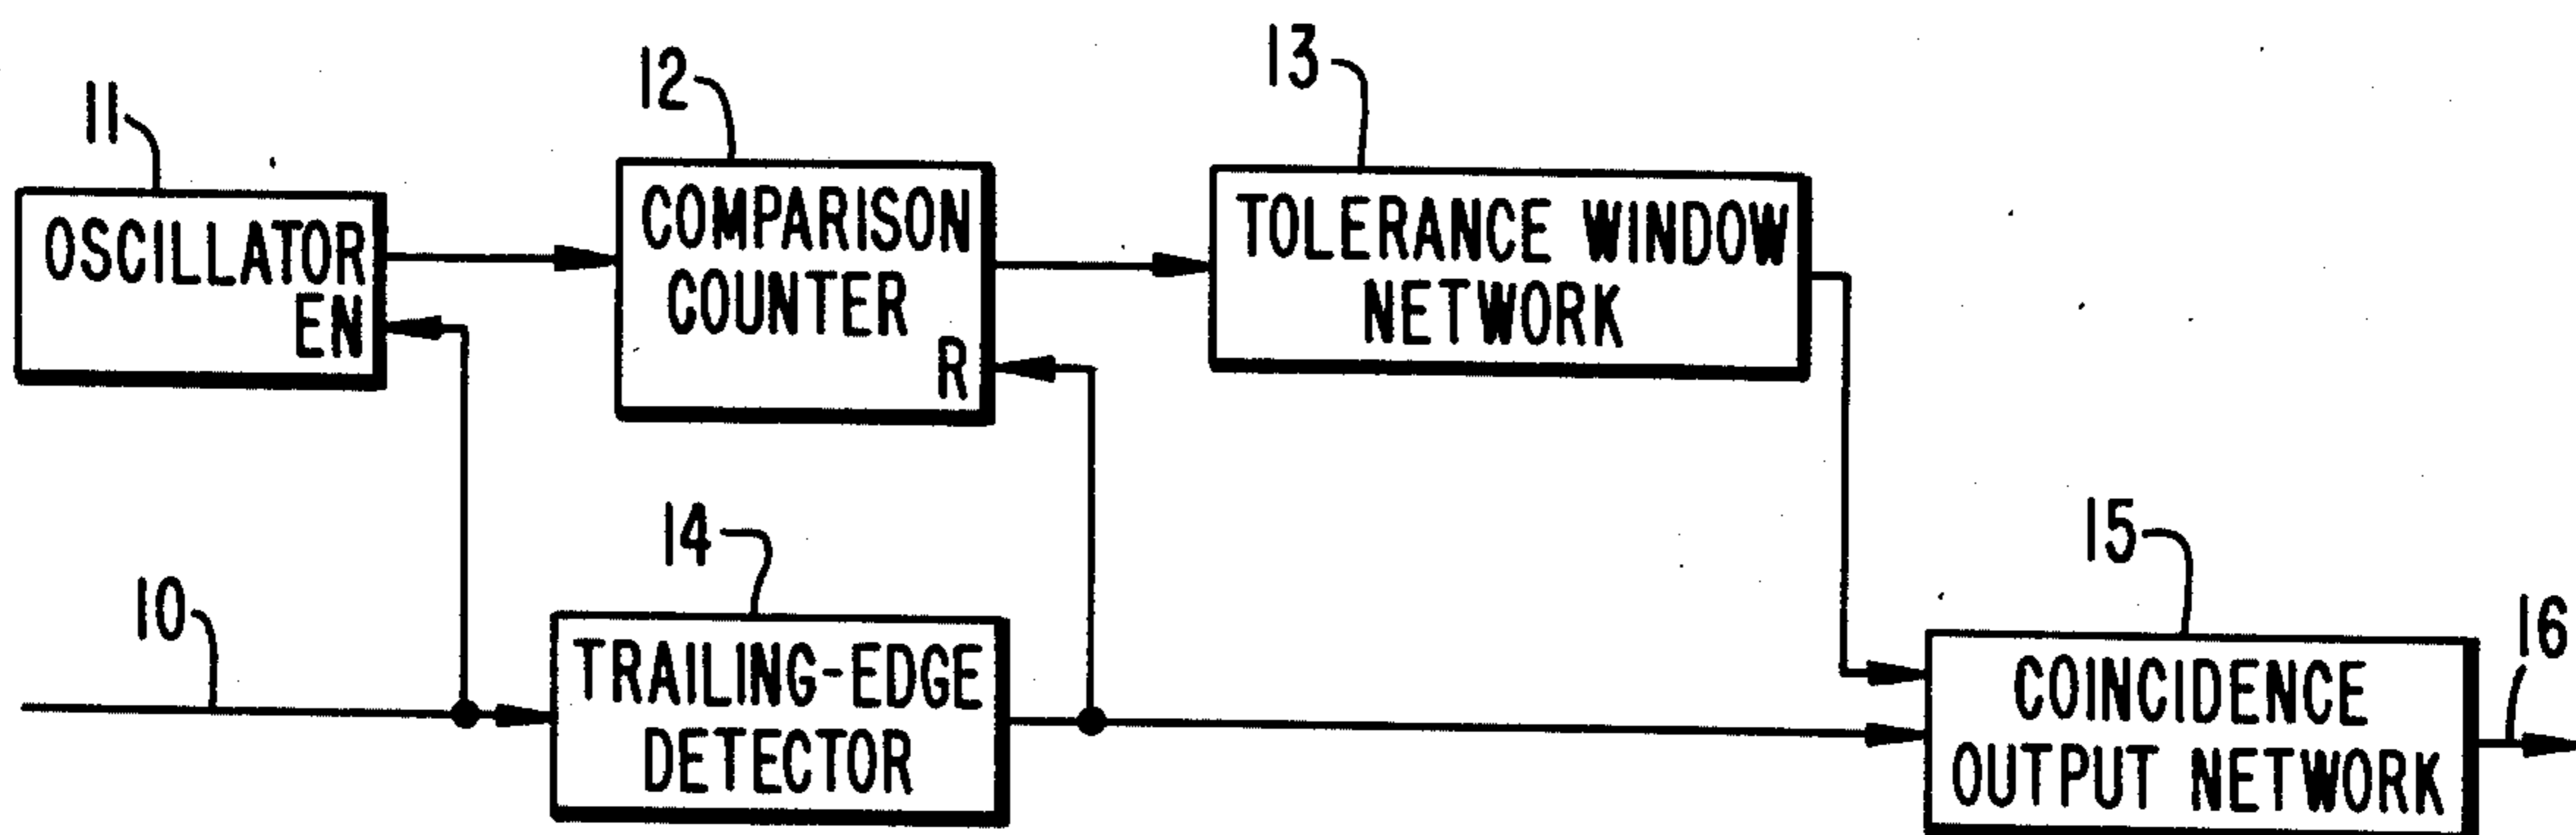 11
12
13
OSCILLATOR
EN
COMPARISON
COUNTER
R
TOLERANCE WINDOW
NETWORK
10
14
15
16
TRAILING-EDGE
DETECTOR
COINCIDENCE
OUTPUT NETWORK